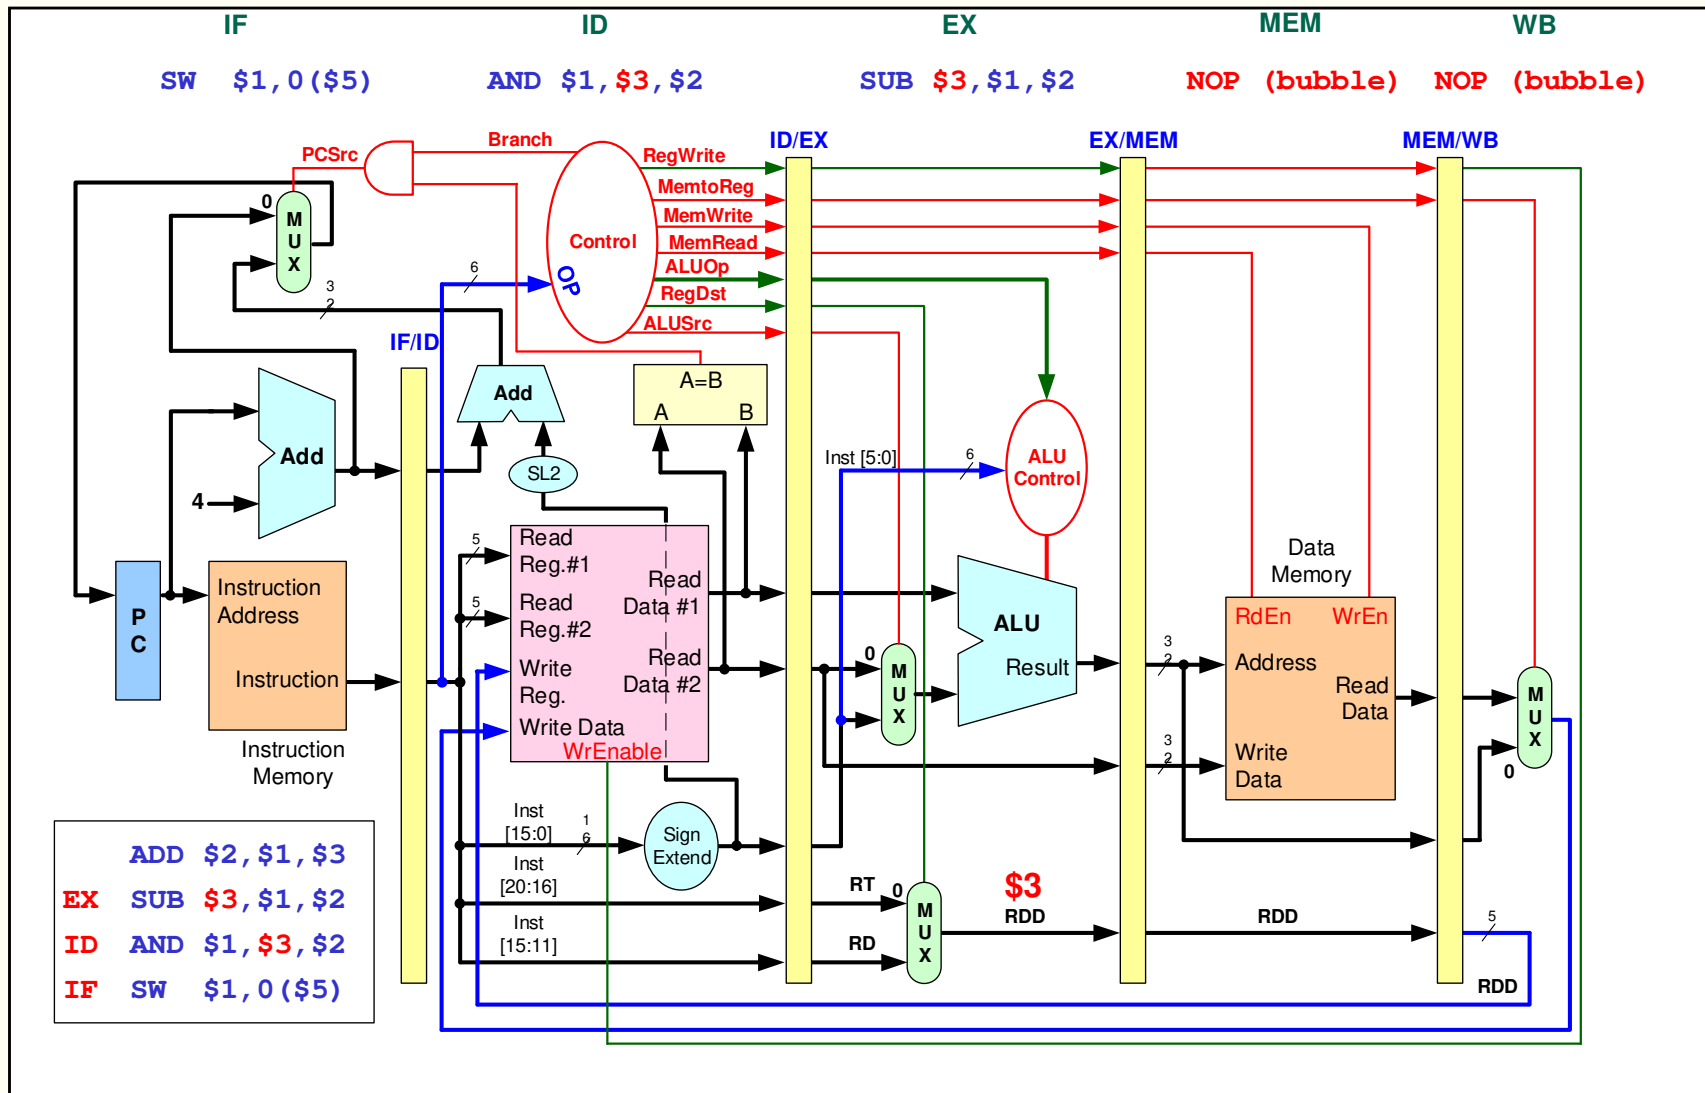 IF ID EX MEM WB
SW $1,0($5) AND $1,$3,$2 SUB $3,$1,$2 NOP (bubble) NOP (bubble)
ID/EX EX/MEM MEM/WB
PCSrc Branch RegWrite
MemtoReg
MemWrite
MemRead
ALUOp
RegDst
ALUSrc
Control
OP
0
M
U
X
6
3
2
IF/ID
Add
A=B
A B
Add
4
SL2
Inst [5:0]
6
ALU
Control
P
C
Instruction
Address
Instruction
Instruction
Memory
5
Read
Reg.#1
5
Read
Reg.#2
Write
Reg.
Write Data
WrEnable
Read
Data #1
Read
Data #2
0
M
U
X
ALU
Result
Data
Memory
RdEn WrEn
3
2
Address
Read
Data
3
2
Write
Data
M
U
X
0
Inst
[15:0]
1
6
Sign
Extend
Inst
[20:16]
Inst
[15:11]
RT
RD
0
M
U
X
$3
RDD
RDD
5
RDD
ADD $2,$1,$3
EX SUB $3,$1,$2
ID AND $1,$3,$2
IF SW $1,0($5)